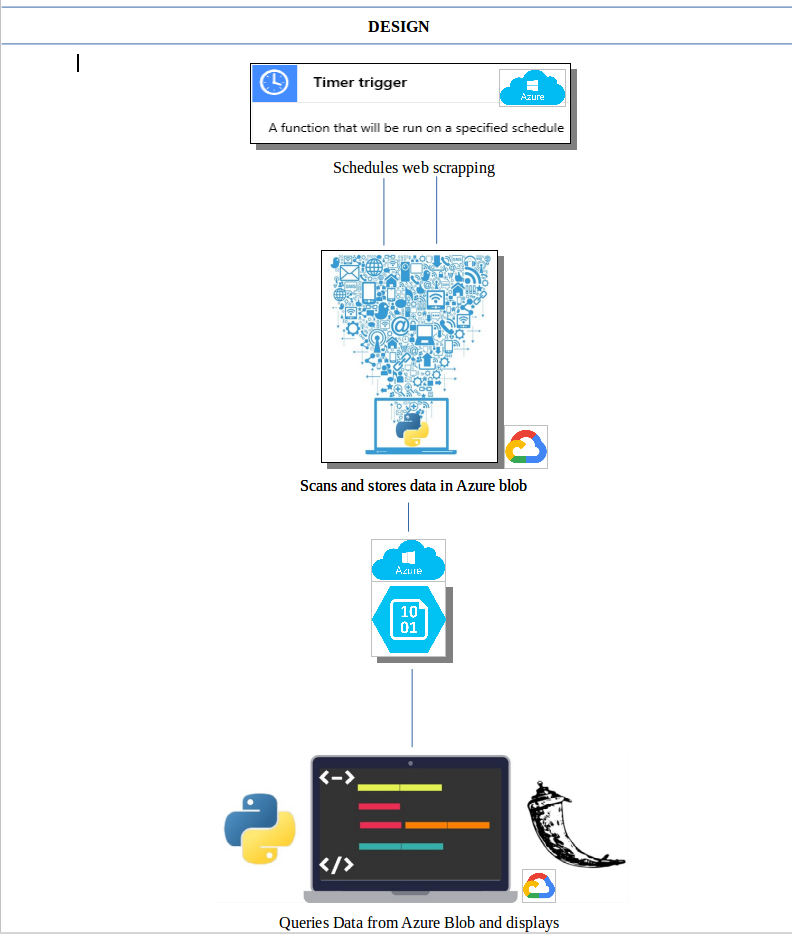 DESIGN
Timer trigger
Azure
A function that will be run on a specified schedule
Schedules web scrapping
@
Scans and stores data in Azure blob
Azure
10
01
<->
</>
Queries Data from Azure Blob and displays